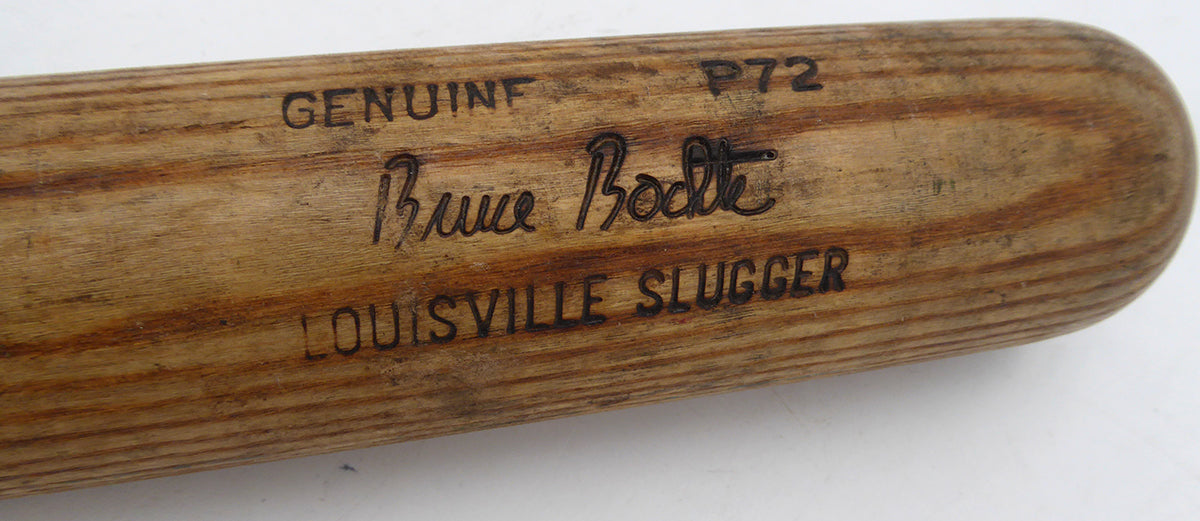 GENUINE P72
Bruce Bochte
LOUISVILLE SLUGGER